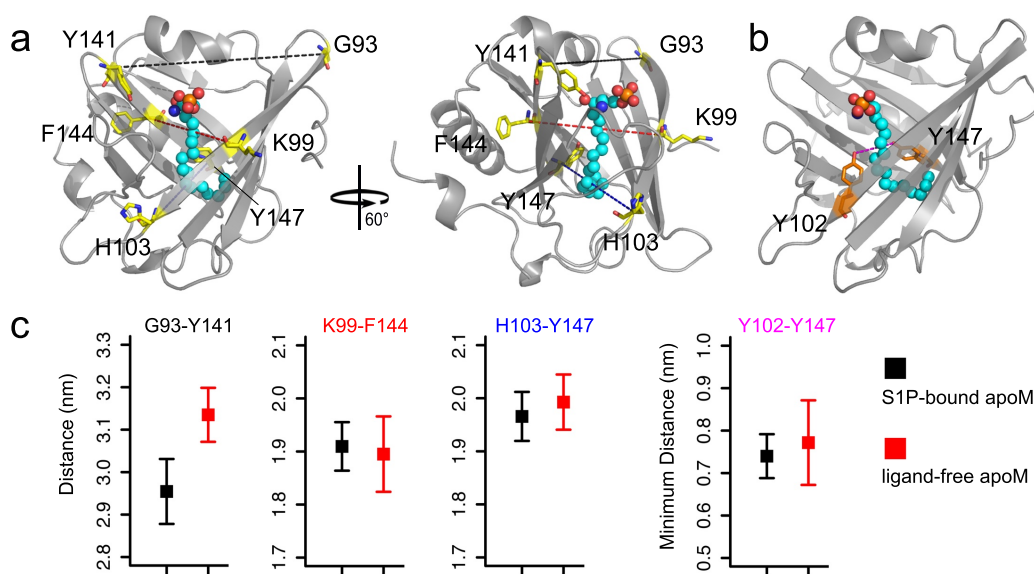 a
Y141
G93
F144
K99
Y147
H103
60°
Y141
G93
F144
K99
Y147
H103
b
Y147
Y102
c
G93-Y141
K99-F144
H103-Y147
Y102-Y147
Distance (nm)
3.3
3.2
3.1
3.0
2.9
2.8
2.1
2.0
1.9
1.8
1.7
2.1
2.0
1.9
1.8
1.7
Minimum Distance (nm)
1.0
0.9
0.8
0.7
0.6
0.5
S1P-bound apoM
ligand-free apoM